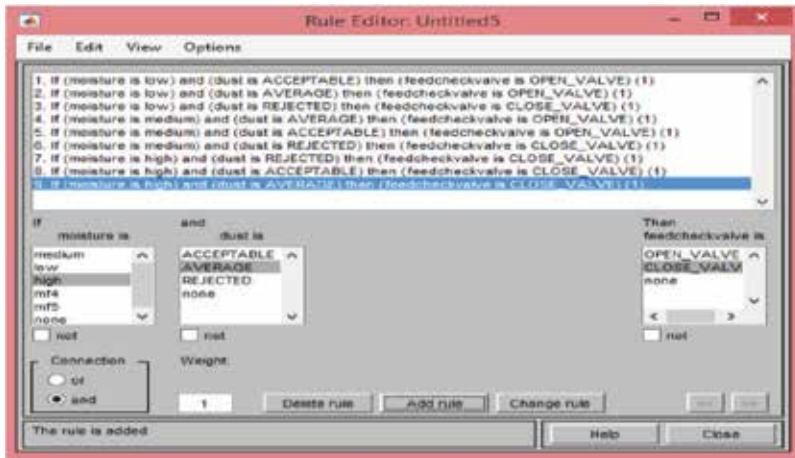 Rule Editor: Untitled5
File Edit View Options
1. If (moisture is low) and (dust is ACCEPTABLE) then (feedcheckvalve is OPEN_VALVE) (1)
2. If (moisture is low) and (dust is AVERAGE) then (feedcheckvalve is OPEN_VALVE) (1)
3. If (moisture is low) and (dust is REJECTED) then (feedcheckvalve is CLOSE_VALVE) (1)
4. If (moisture is medium) and (dust is AVERAGE) then (feedcheckvalve is OPEN_VALVE) (1)
5. If (moisture is medium) and (dust is ACCEPTABLE) then (feedcheckvalve is OPEN_VALVE) (1)
6. If (moisture is medium) and (dust is REJECTED) then (feedcheckvalve is CLOSE_VALVE) (1)
7. If (moisture is high) and (dust is REJECTED) then (feedcheckvalve is CLOSE_VALVE) (1)
8. If (moisture is high) and (dust is ACCEPTABLE) then (feedcheckvalve is CLOSE_VALVE) (1)
9. If (moisture is high) and (dust is AVERAGE) then (feedcheckvalve is CLOSE_VALVE) (1)
If and Then
moisture is dust is feedcheckvalve is
medium ACCEPTABLE OPEN_VALVE
low AVERAGE CLOSE_VALV
high REJECTED none
mf4 none
mf5
none
not not not
Connection Weight:
or
and 1 Delete rule Add rule Change rule << >>
The rule is added Help Close